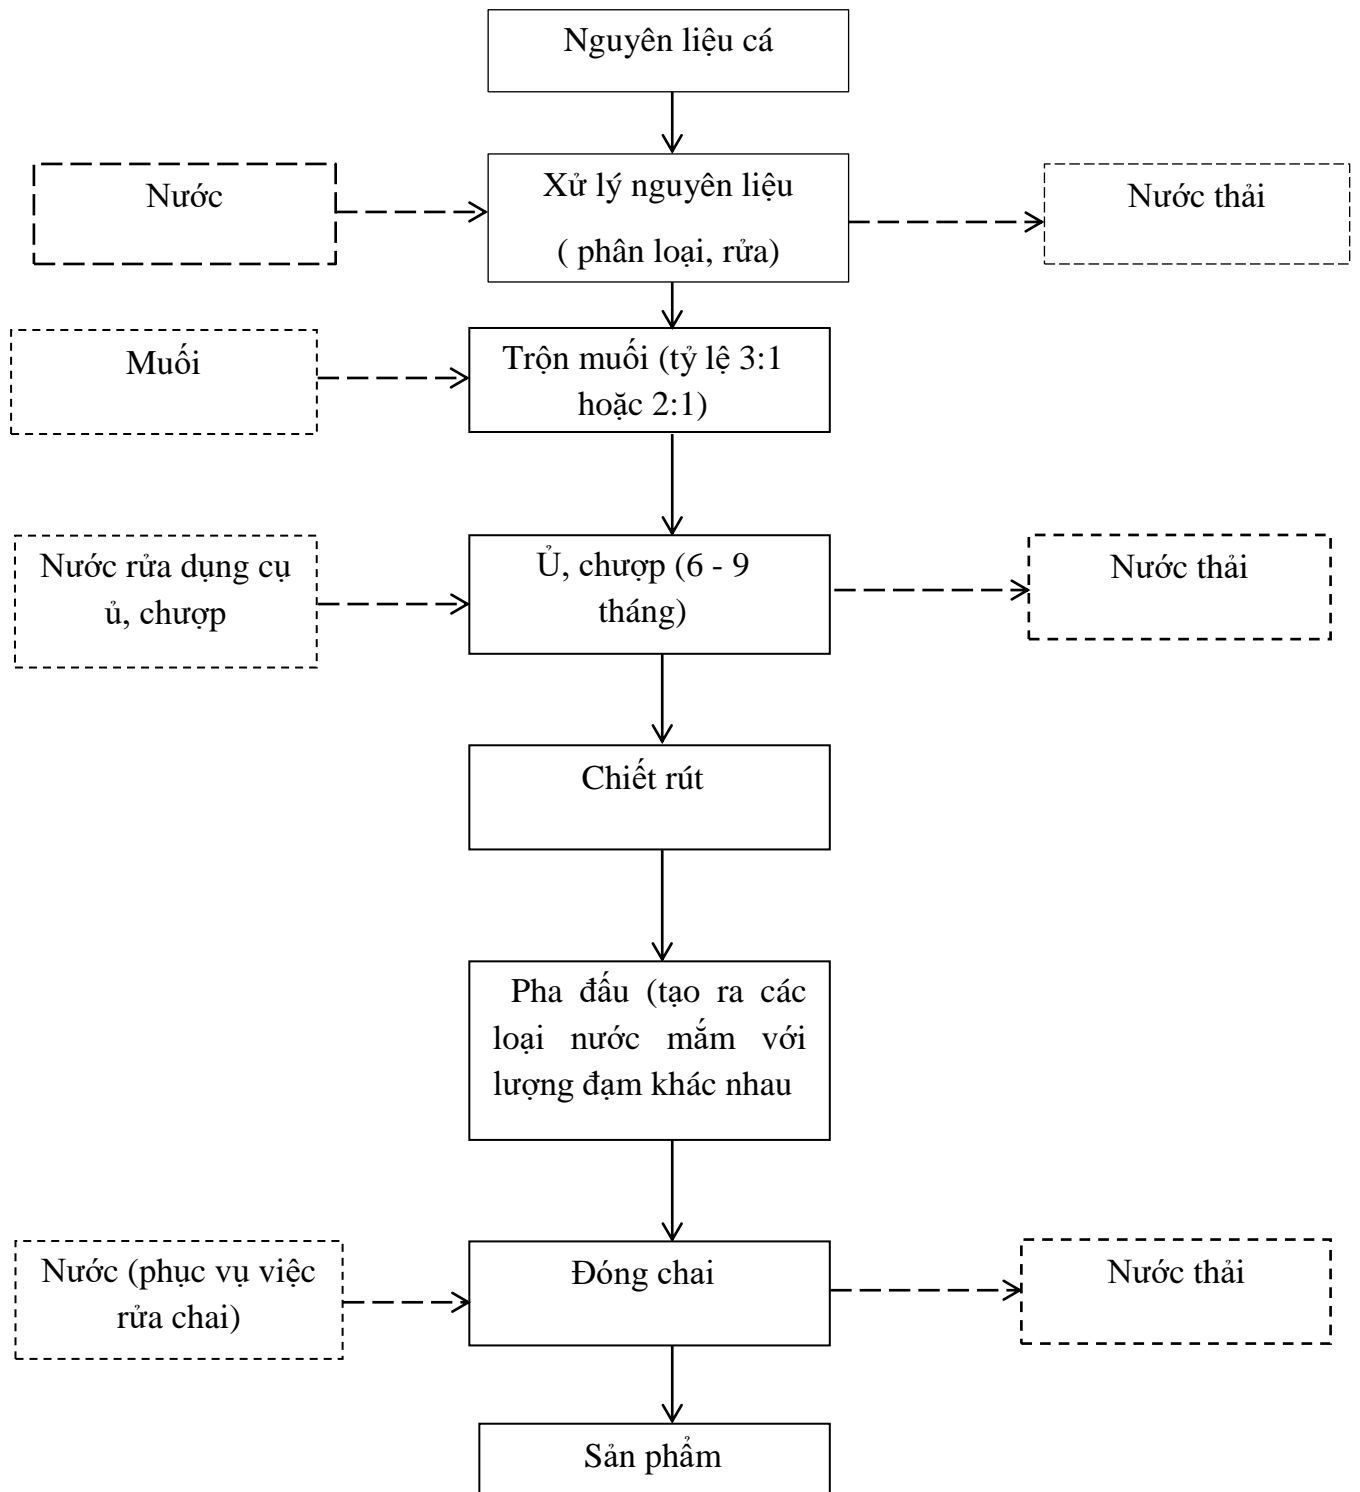 Nguyên liệu cá
Nước
Xử lý nguyên liệu
( phân loại, rửa)
Nước thải
Muối
Trộn muối (tỷ lệ 3:1
hoặc 2:1)
Nước rửa dụng cụ
ủ, chượp
Ủ, chượp (6 - 9
tháng)
Nước thải
Chiết rút
Pha đấu (tạo ra các
loại nước mắm với
lượng đạm khác nhau
Nước (phục vụ việc
rửa chai)
Đóng chai
Nước thải
Sản phẩm